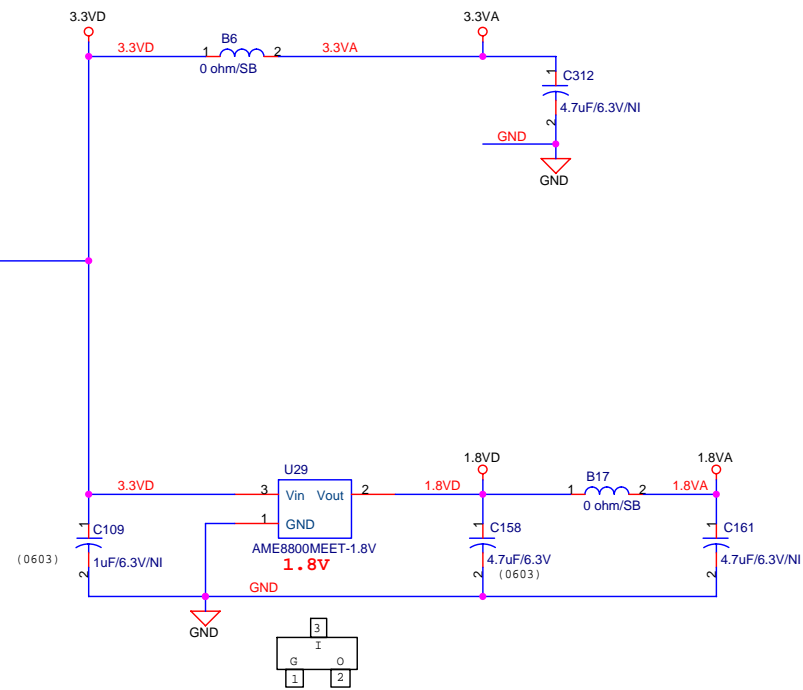 3.3VD
3.3VA
3.3VD
1
B6
2
3.3VA
0 ohm/SB
1
C312
4.7uF/6.3V/NI
2
GND
GND
3.3VD
3
U29
Vin Vout
2
1.8VD
1.8VD
1
B17
2
1.8VA
1.8VA
0 ohm/SB
1
GND
AME8800MEET-1.8V
1.8V
1
C109
(0603)
1uF/6.3V/NI
2
1
C158
4.7uF/6.3V
(0603)
2
1
C161
4.7uF/6.3V/NI
2
GND
GND
3
I
G O
1 2